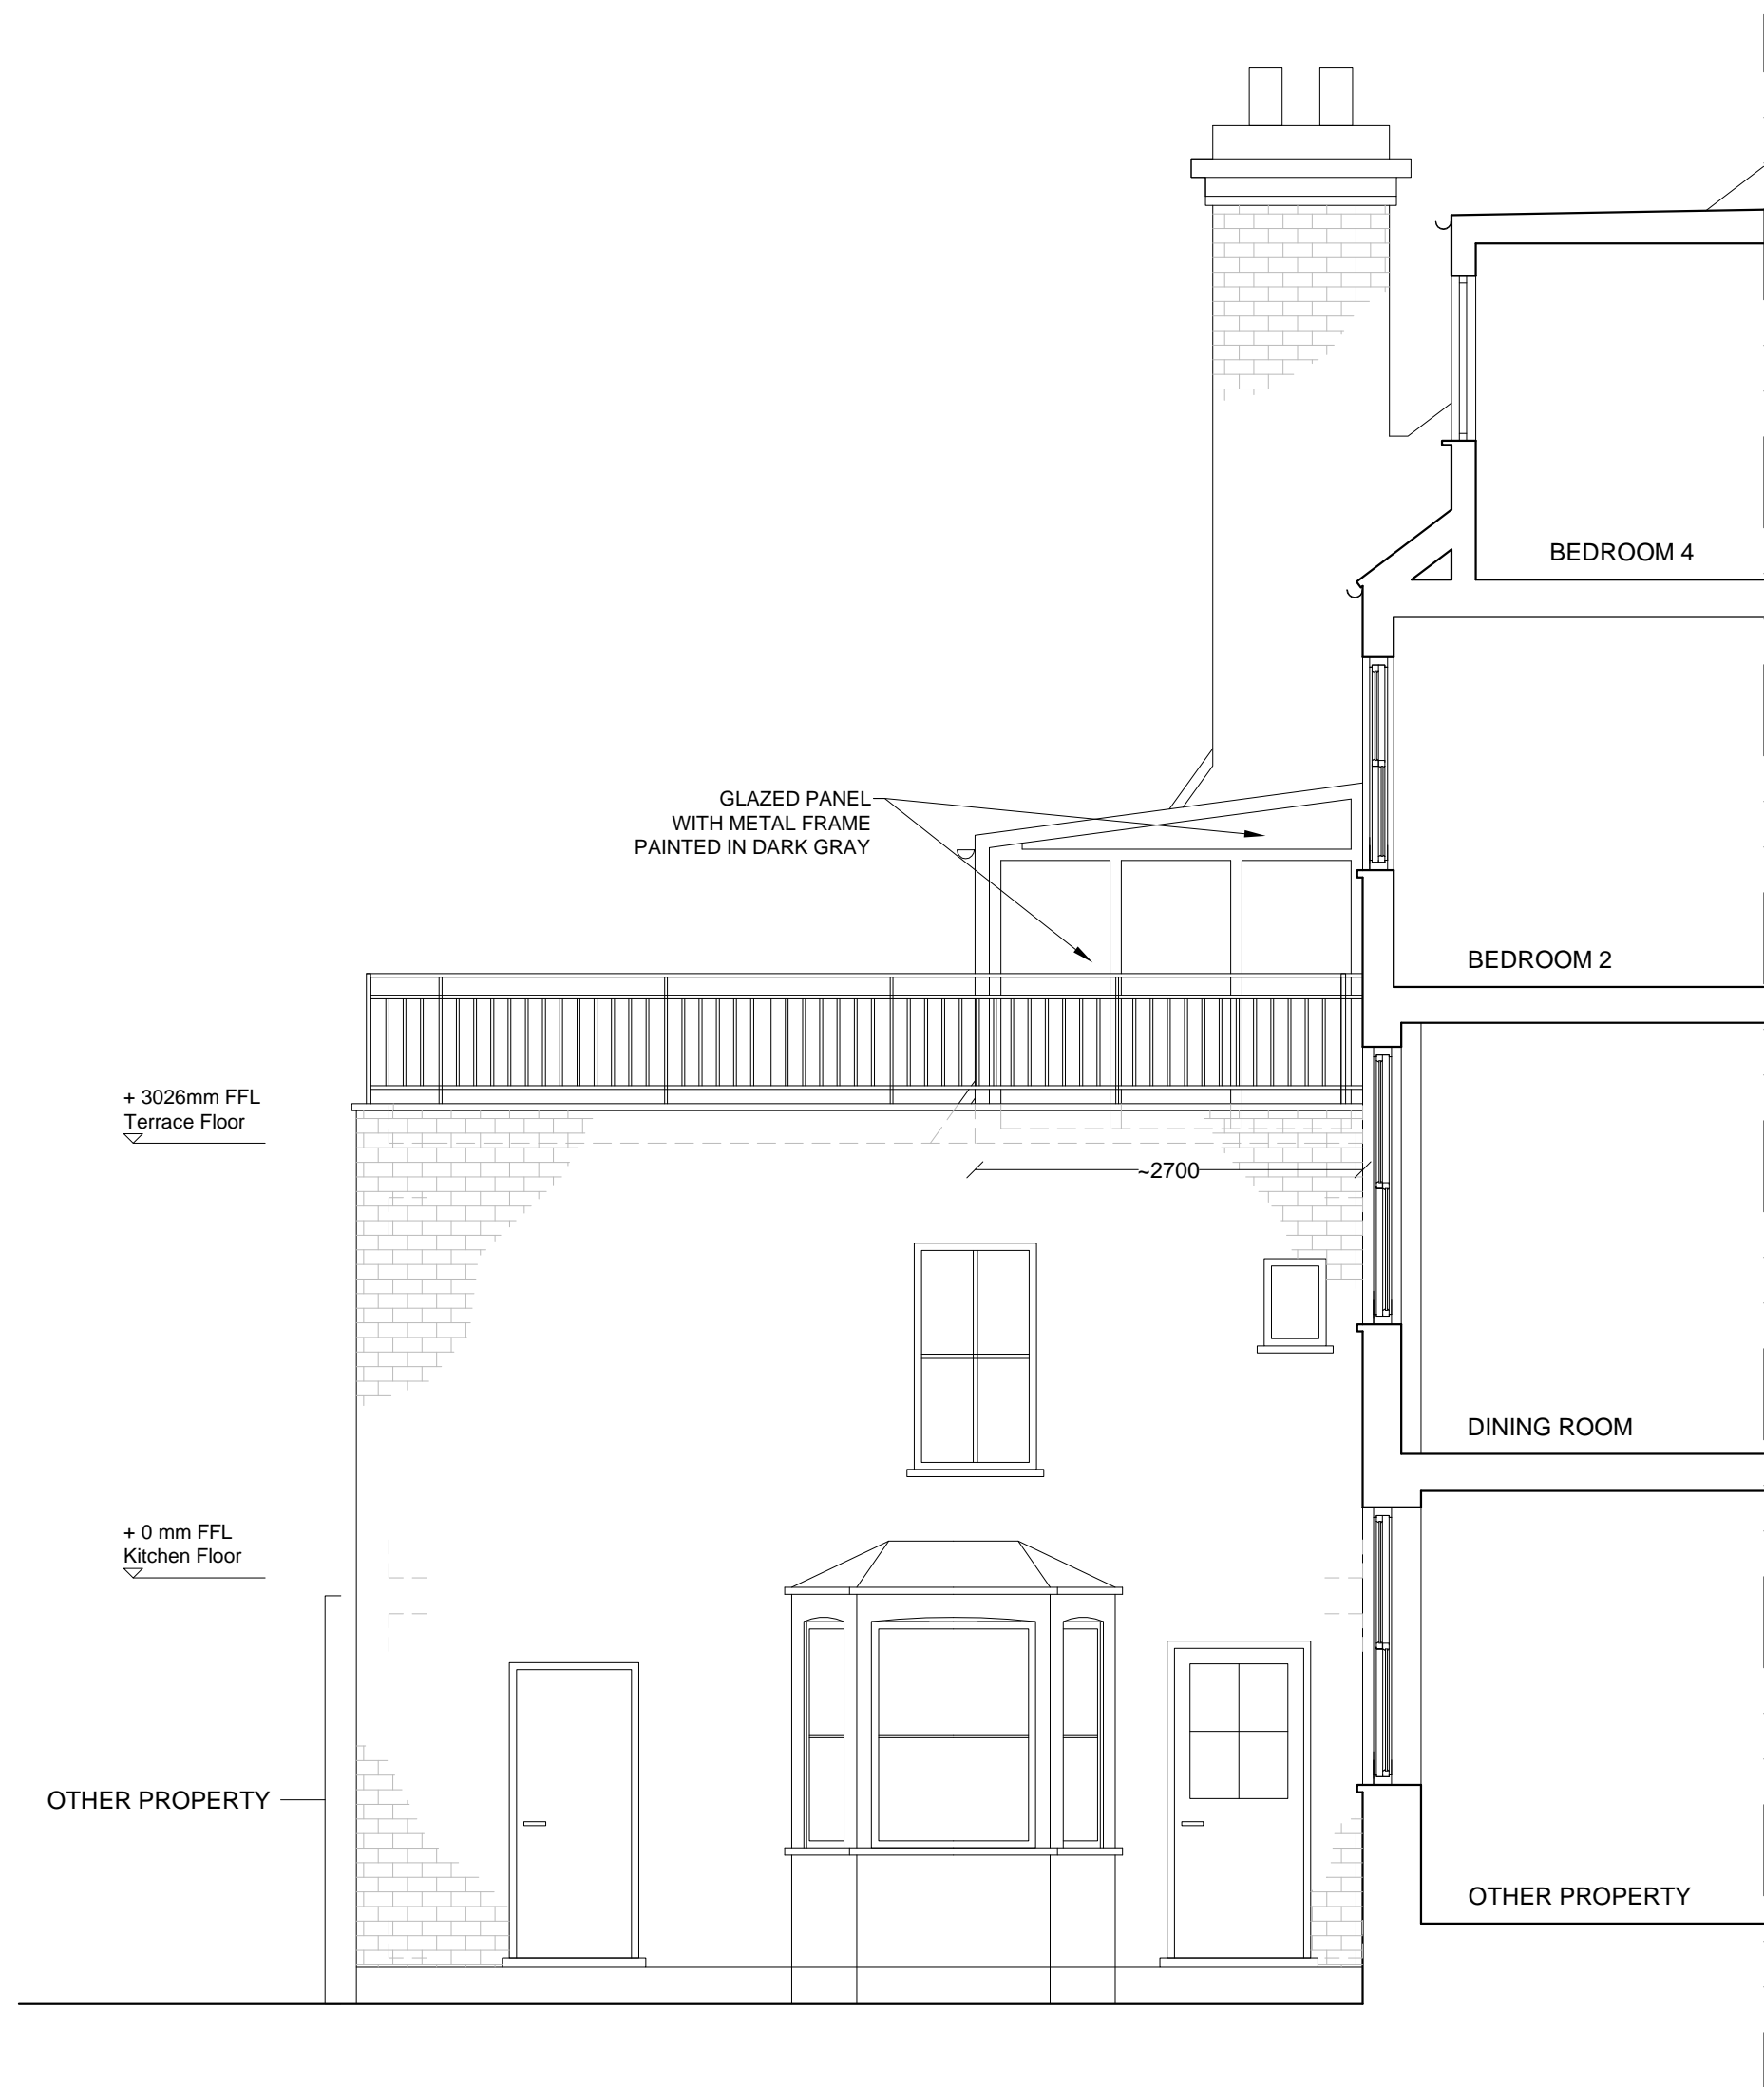 BEDROOM 4
GLAZED PANEL
WITH METAL FRAME
PAINTED IN DARK GRAY
BEDROOM 2
+ 3026mm FFL
Terrace Floor
~2700
DINING ROOM
+ 0 mm FFL
Kitchen Floor
OTHER PROPERTY
OTHER PROPERTY